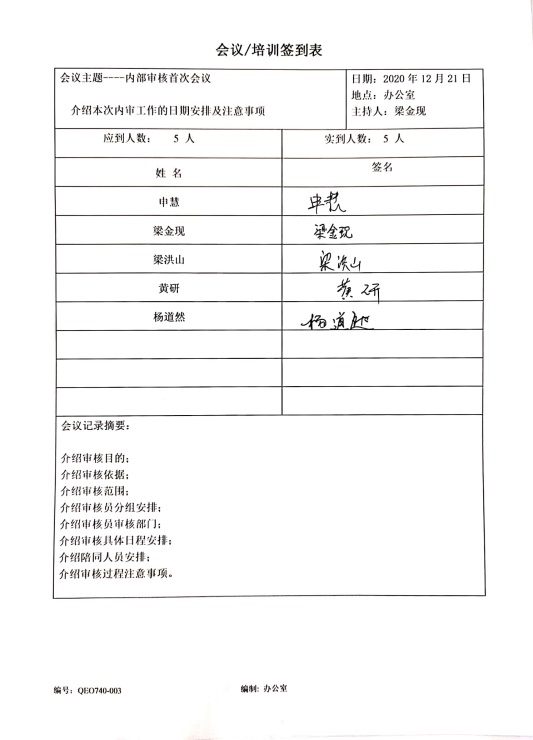 会议/培训签到表
会议主题----内部审核首次会议
介绍本次内审工作的日期安排及注意事项
日期：2020 年 12 月 21 日
地点：办公室
主持人：梁金现
应到人数： 5 人
实到人数： 5 人
姓 名
签名
申慧
申慧
梁金现
梁金现
梁洪山
梁洪山
黄研
黄研
杨道然
杨道
会议记录摘要：
介绍审核目的；
介绍审核依据；
介绍审核范围；
介绍审核员分组安排；
介绍审核员审核部门；
介绍审核具体日程安排；
介绍陪同人员安排；
介绍审核过程注意事项。
编号：QEO740-003
编制: 办公室